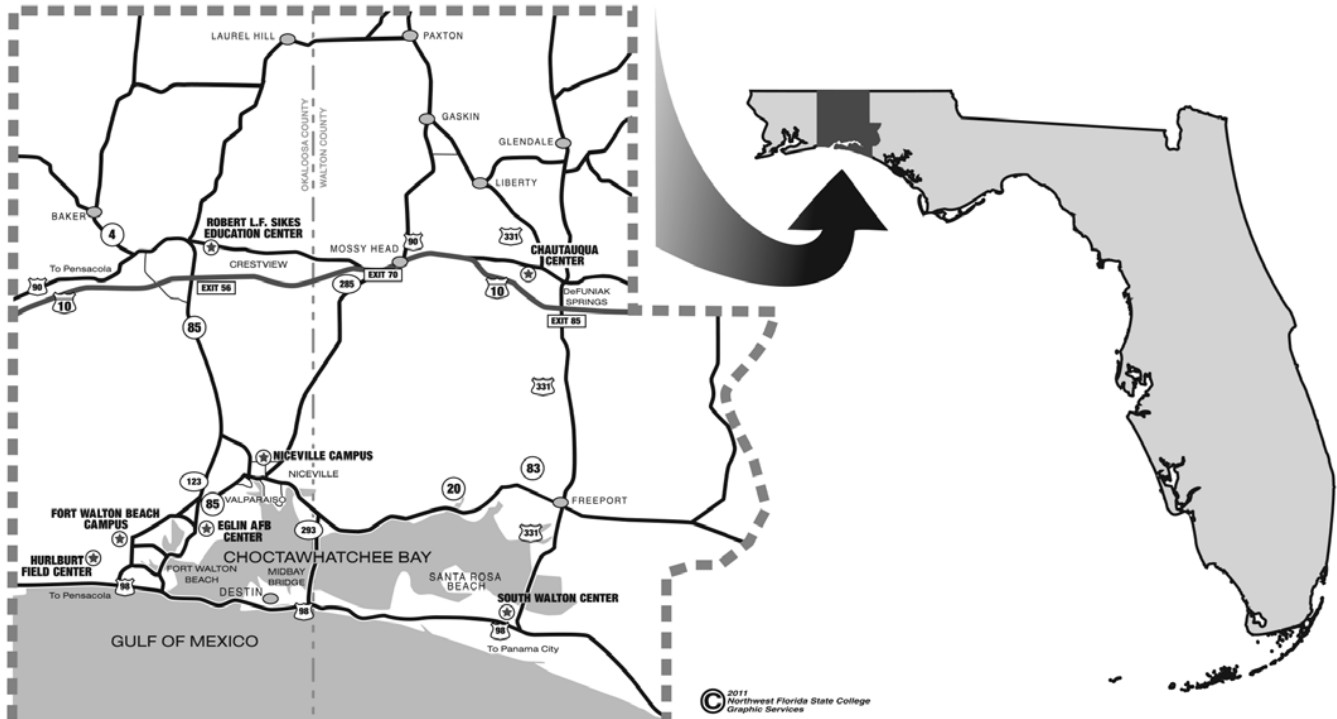 LAUREL HILL
PAXTON
GASKIN
GLENDALE
OKALOOSA COUNTY
WALTON COUNTY
LIBERTY
BAKER
4
ROBERT L.F. SIKES
EDUCATION CENTER
MOSSY HEAD
90
331
CHAUTAUQUA
CENTER
To Pensacola
CRESTVIEW
EXIT 70
90
10
EXIT 56
285
10
DeFUNIAK
SPRINGS
EXIT 85
85
331
NICEVILLE CAMPUS
NICEVILLE
83
123
20
85
VALPARAISO
FREEPORT
FORT WALTON BEACH
CAMPUS
EGLIN AFB
CENTER
293
331
HURLBURT
FIELD CENTER
CHOCTAWHATCHEE BAY
FORT WALTON
BEACH
MIDBAY
BRIDGE
SANTA ROSA
BEACH
98
To Pensacola
DESTIN
98
SOUTH WALTON CENTER
98
To Panama City
GULF OF MEXICO
© 2011
Northwest Florida State College
Graphic Services